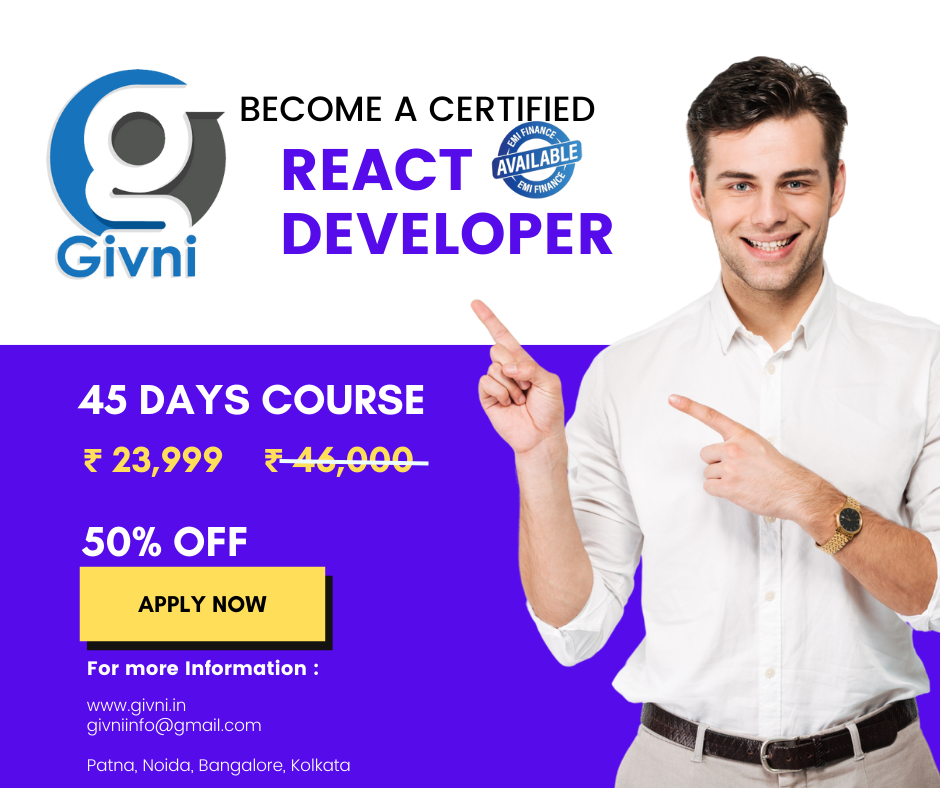 Givni
BECOME A CERTIFIED
REACT
DEVELOPER
EMI FINANCE
AVAILABLE
EMI FINANCE
45 DAYS COURSE
₹ 23,999 ₹ 46,000
50% OFF
APPLY NOW
For more Information :
www.givni.in
givniinfo@gmail.com
Patna, Noida, Bangalore, Kolkata